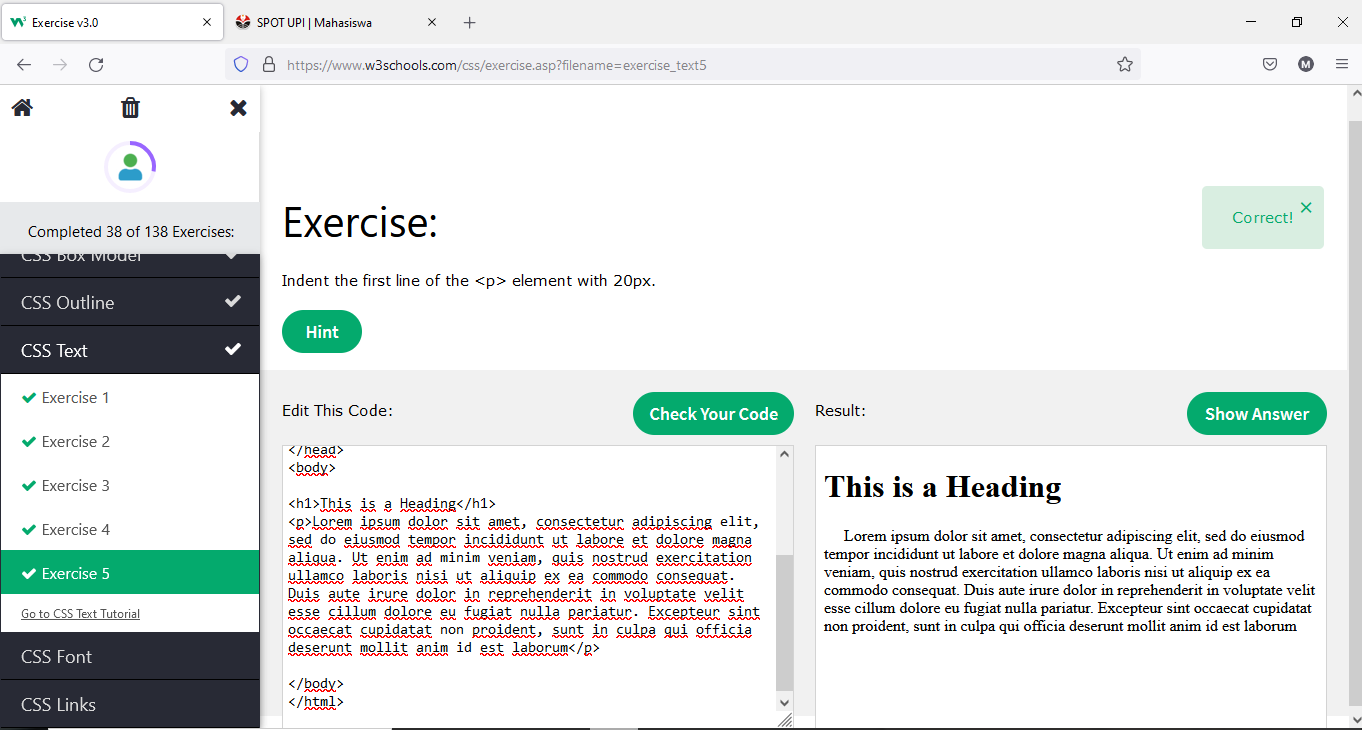 Exercise v3.0
SPOT UPI | Mahasiswa
https://www.w3schools.com/css/exercise.asp?filename=exercise_text5
M
Completed 38 of 138 Exercises:
CSS Box Model
CSS Outline
CSS Text
Exercise 1
Exercise 2
Exercise 3
Exercise 4
Exercise 5
Go to CSS Text Tutorial
CSS Font
CSS Links
Exercise:
Correct!
Indent the first line of the <p> element with 20px.
Hint
Edit This Code:
Check Your Code
</head>
<body>
<h1>This is a Heading</h1>
<p>Lorem ipsum dolor sit amet, consectetur adipiscing elit,
sed do eiusmod tempor incididunt ut labore et dolore magna
aliqua. Ut enim ad minim veniam, quis nostrud exercitation
ullamco laboris nisi ut aliquip ex ea commodo consequat.
Duis aute irure dolor in reprehenderit in voluptate velit
esse cillum dolore eu fugiat nulla pariatur. Excepteur sint
occaecat cupidatat non proident, sunt in culpa qui officia
deserunt mollit anim id est laborum</p>
</body>
</html>
Result:
Show Answer
This is a Heading
Lorem ipsum dolor sit amet, consectetur adipiscing elit, sed do eiusmod
tempor incididunt ut labore et dolore magna aliqua. Ut enim ad minim
veniam, quis nostrud exercitation ullamco laboris nisi ut aliquip ex ea
commodo consequat. Duis aute irure dolor in reprehenderit in voluptate velit
esse cillum dolore eu fugiat nulla pariatur. Excepteur sint occaecat cupidatat
non proident, sunt in culpa qui officia deserunt mollit anim id est laborum